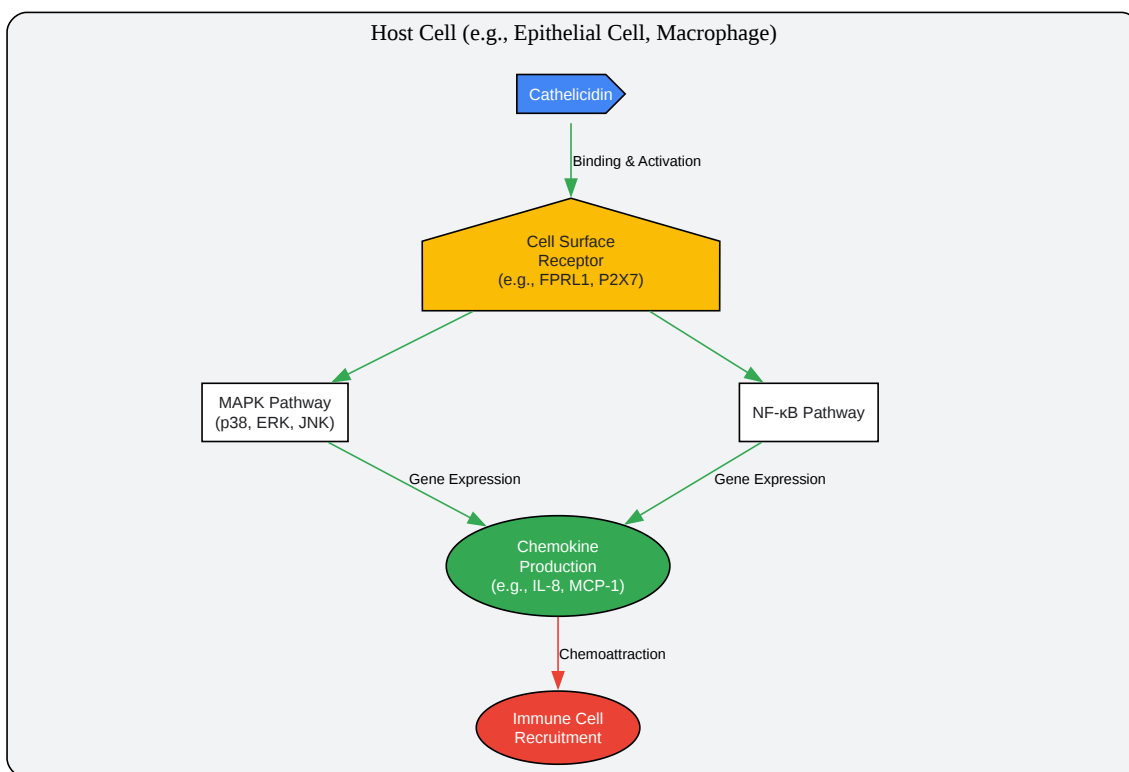 Host Cell (e.g., Epithelial Cell, Macrophage)
Cathelicidin
Binding & Activation
Cell Surface
Receptor
(e.g., FPRL1, P2X7)
MAPK Pathway
(p38, ERK, JNK)
NF-κB Pathway
Gene Expression
Gene Expression
Chemokine
Production
(e.g., IL-8, MCP-1)
Chemoattraction
Immune Cell
Recruitment